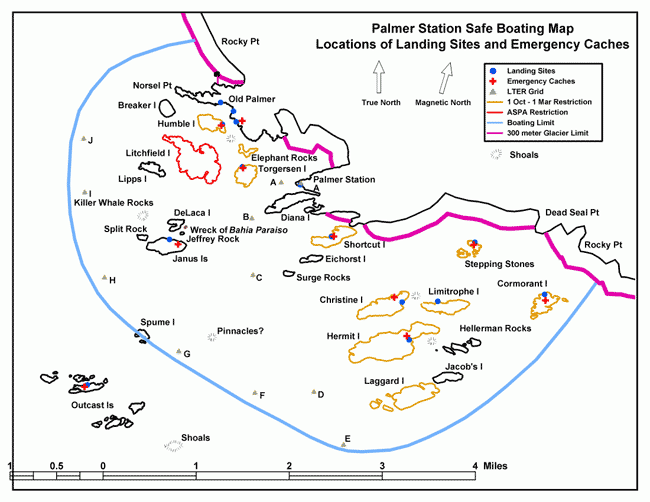 Palmer Station Safe Boating Map
Locations of Landing Sites and Emergency Caches
Rocky Pt
True North
Magnetic North
Landing Sites
Emergency Caches
LTER Grid
1 Oct - 1 Mar Restriction
ASPA Restriction
Boating Limit
300 meter Glacier Limit
Shoals
Norsel Pt
Old Palmer
Breaker I
Humble I
J
Litchfield I
Elephant Rocks
Torgersen I
Lipps I
A
Palmer Station
A
I
Killer Whale Rocks
DeLaca I
B
Diana I
Dead Seal Pt
Wreck of Bahia Paraiso
Split Rock
Jeffrey Rock
Janus Is
Shortcut I
Rocky Pt
Eichorst I
Stepping Stones
H
C
Surge Rocks
Cormorant I
Christine I
Limitrophe I
Spume I
Pinnacles?
Hermit I
Hellerman Rocks
G
Jacob's I
Laggard I
F
D
Outcast Is
Shoals
E
1 0.5 0 1 2 3 4 Miles